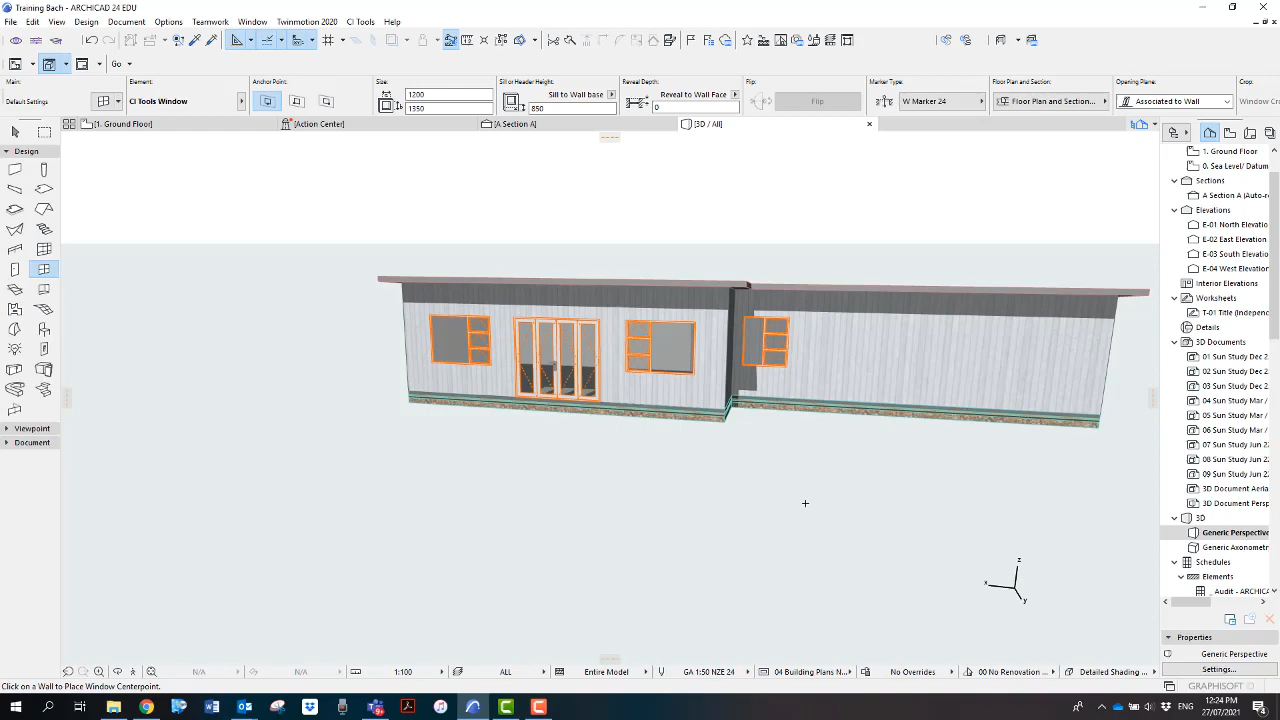 Training Bach - ARCHICAD 24 EDU
File Edit View Design Document Options Teamwork Window Twinmotion 2020 CI Tools Help
Go
Main: Element: Anchor Point: Size: Sill or Header Height: Reveal Depth: Flip: Marker Type: Floor Plan and Section: Opening Plane: Crop:
Default Settings CI Tools Window 1200 1350 Sill to Wall base 850 Reveal to Wall Face 0 Flip W Marker 24 Floor Plan and Section... Associated to Wall Window Cr
[1. Ground Floor] [Action Center] [A Section A] [3D / All]
Design
Viewpoint
Document
1. Ground Floor
0. Sea Level/ Datum
Sections
A Section A (Auto-r
Elevations
E-01 North Elevatio
E-02 East Elevation
E-03 South Elevatio
E-04 West Elevation
Interior Elevations
Worksheets
T-01 Title (Indepen
Details
3D Documents
01 Sun Study Dec 2
02 Sun Study Dec 2
03 Sun Study Dec 2
04 Sun Study Mar /
05 Sun Study Mar /
06 Sun Study Mar /
07 Sun Study Jun 22
08 Sun Study Jun 22
09 Sun Study Jun 22
3D Document Aeria
3D Document Persp
3D
Generic Perspective
Generic Axonometr
Schedules
Elements
_ Audit - ARCHICA
Properties
Generic Perspective
Settings...
z
x
y
N/A N/A 1:100 ALL Entire Model GA 1:50 NZE 24 04 Building Plans N... No Overrides 00 No Renovation ... Detailed Shading ...
Click on a Wall to Place Window Centerpoint.
GRAPHISOFT
12:24 PM
27/07/2021